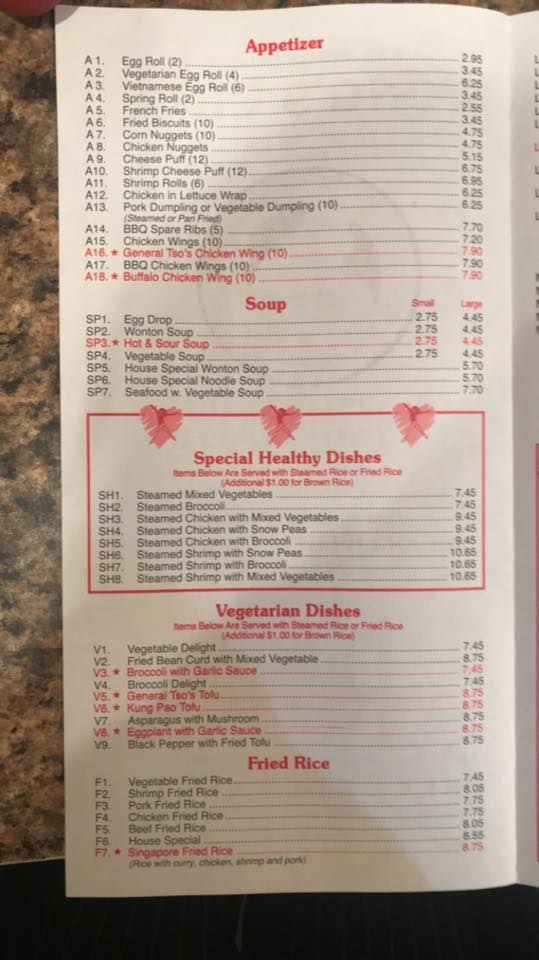 Appetizer
A 1. Egg Roll (2) 2.95
A 2. Vegetarian Egg Roll (4) 3.45
A 3. Vietnamese Egg Roll (6) 6.25
A 4. Spring Roll (2) 3.45
A 5. French Fries 2.55
A 6. Fried Biscuits (10) 3.45
A 7. Corn Nuggets (10) 4.75
A 8. Chicken Nuggets 4.75
A 9. Cheese Puff (12) 5.15
A10. Shrimp Cheese Puff (12) 6.75
A11. Shrimp Rolls (6) 6.95
A12. Chicken in Lettuce Wrap 6.25
A13. Pork Dumpling or Vegetable Dumpling (10) 6.25
(Steamed or Pan Fried)
A14. BBQ Spare Ribs (5) 7.70
A15. Chicken Wings (10) 7.20
A16. ★ General Tso's Chicken Wing (10) 7.90
A17. BBQ Chicken Wings (10) 7.90
A18. ★ Buffalo Chicken Wing (10) 7.90
Soup Small Large
SP1. Egg Drop 2.75 4.45
SP2. Wonton Soup 2.75 4.45
SP3. ★ Hot & Sour Soup 2.75 4.45
SP4. Vegetable Soup 2.75 4.45
SP5. House Special Wonton Soup 5.70
SP6. House Special Noodle Soup 5.70
SP7. Seafood w. Vegetable Soup 7.70
Special Healthy Dishes
Items Below Are Served with Steamed Rice or Fried Rice
(Additional $1.00 for Brown Rice)
SH1. Steamed Mixed Vegetables 7.45
SH2. Steamed Broccoli 7.45
SH3. Steamed Chicken with Mixed Vegetables 9.45
SH4. Steamed Chicken with Snow Peas 9.45
SH5. Steamed Chicken with Broccoli 9.45
SH6. Steamed Shrimp with Snow Peas 10.65
SH7. Steamed Shrimp with Broccoli 10.65
SH8. Steamed Shrimp with Mixed Vegetables 10.65
Vegetarian Dishes
Items Below Are Served with Steamed Rice or Fried Rice
(Additional $1.00 for Brown Rice)
V1. Vegetable Delight 7.45
V2. Fried Bean Curd with Mixed Vegetable 8.75
V3. ★ Broccoli with Garlic Sauce 7.45
V4. Broccoli Delight 7.45
V5. ★ General Tso's Tofu 8.75
V6. ★ Kung Pao Tofu 8.75
V7. Asparagus with Mushroom 8.75
V8. ★ Eggplant with Garlic Sauce 8.75
V9. Black Pepper with Fried Tofu 8.75
Fried Rice
F1. Vegetable Fried Rice 7.45
F2. Shrimp Fried Rice 8.05
F3. Pork Fried Rice 7.75
F4. Chicken Fried Rice 7.75
F5. Beef Fried Rice 8.05
F6. House Special 8.55
F7. ★ Singapore Fried Rice 8.75
(Rice with curry, chicken, shrimp and pork)